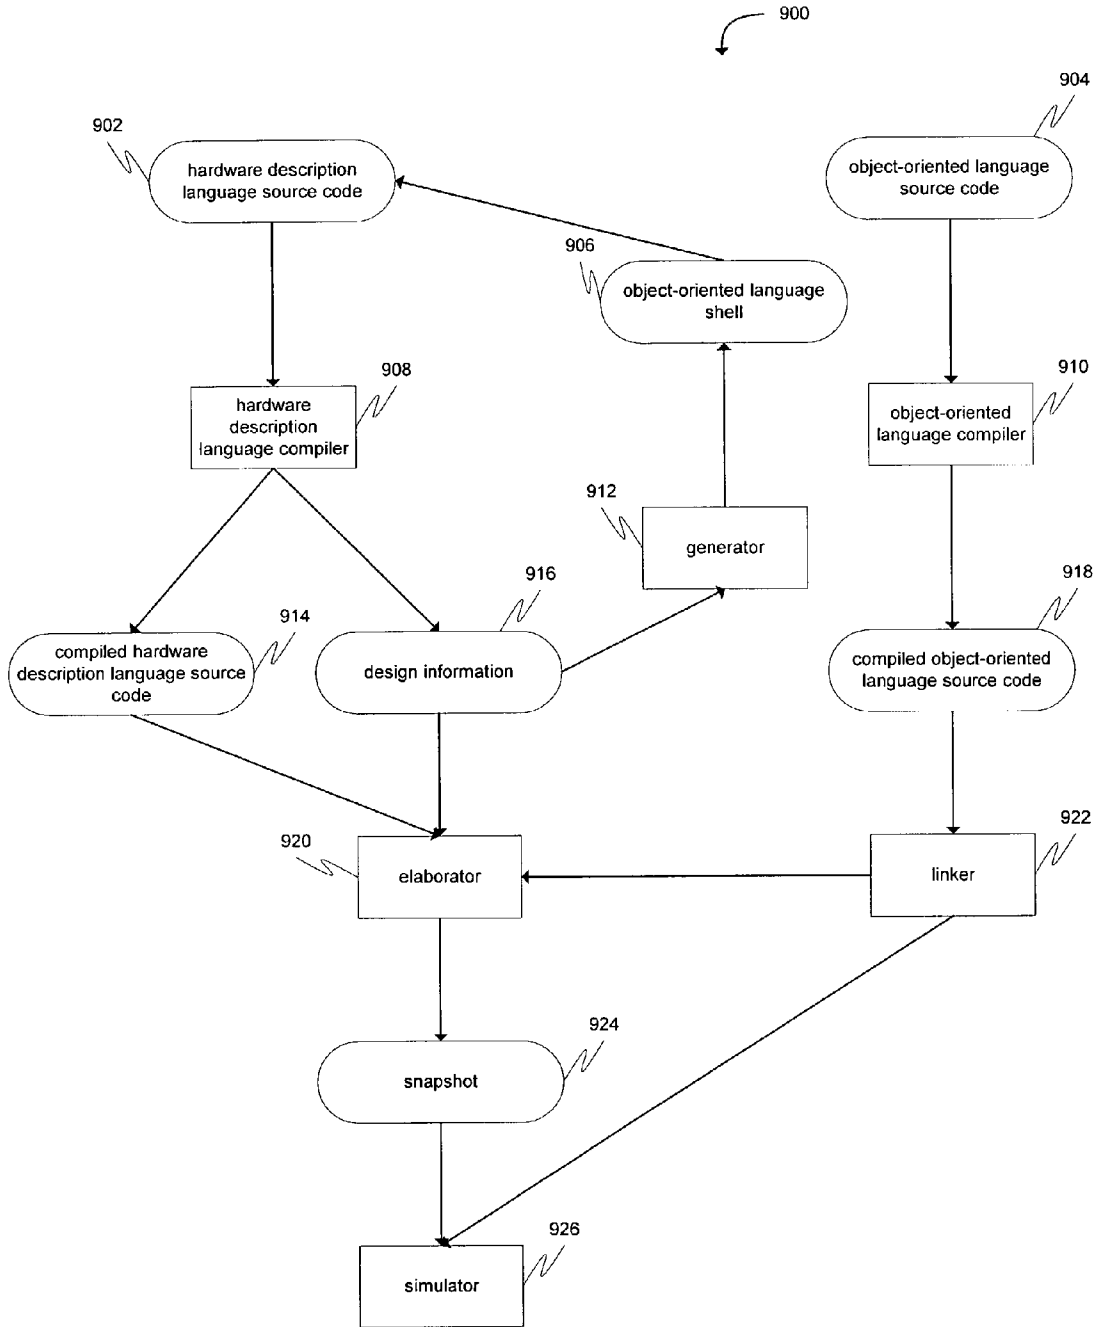 900
904
902
hardware description
language source code
object-oriented language
source code
906
object-oriented language
shell
908
hardware
description
language compiler
910
object-oriented
language compiler
912
generator
916
918
914
compiled hardware
description language source
code
design information
compiled object-oriented
language source code
920
elaborator
922
linker
924
snapshot
926
simulator